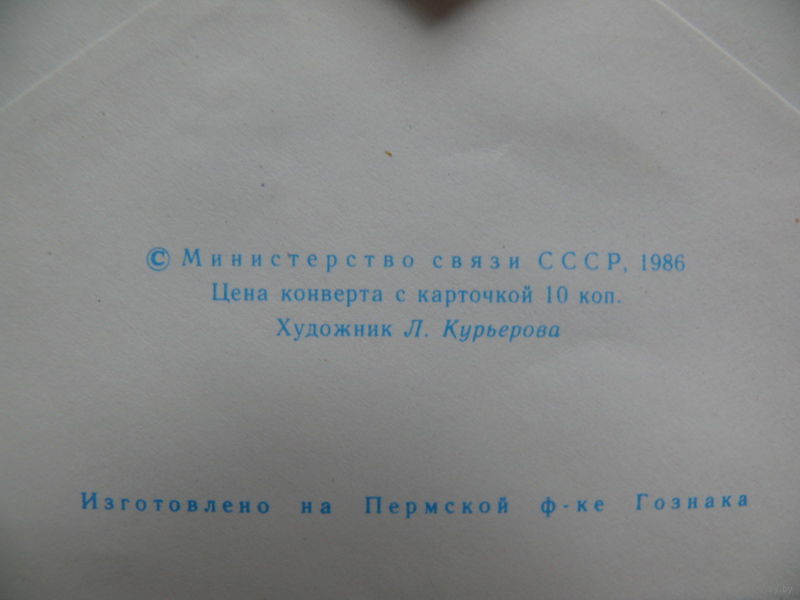 © Министерство связи СССР, 1986
Цена конверта с карточкой 10 коп.
Художник Л. Курьерова
Изготовлено на Пермской ф-ке Гознака